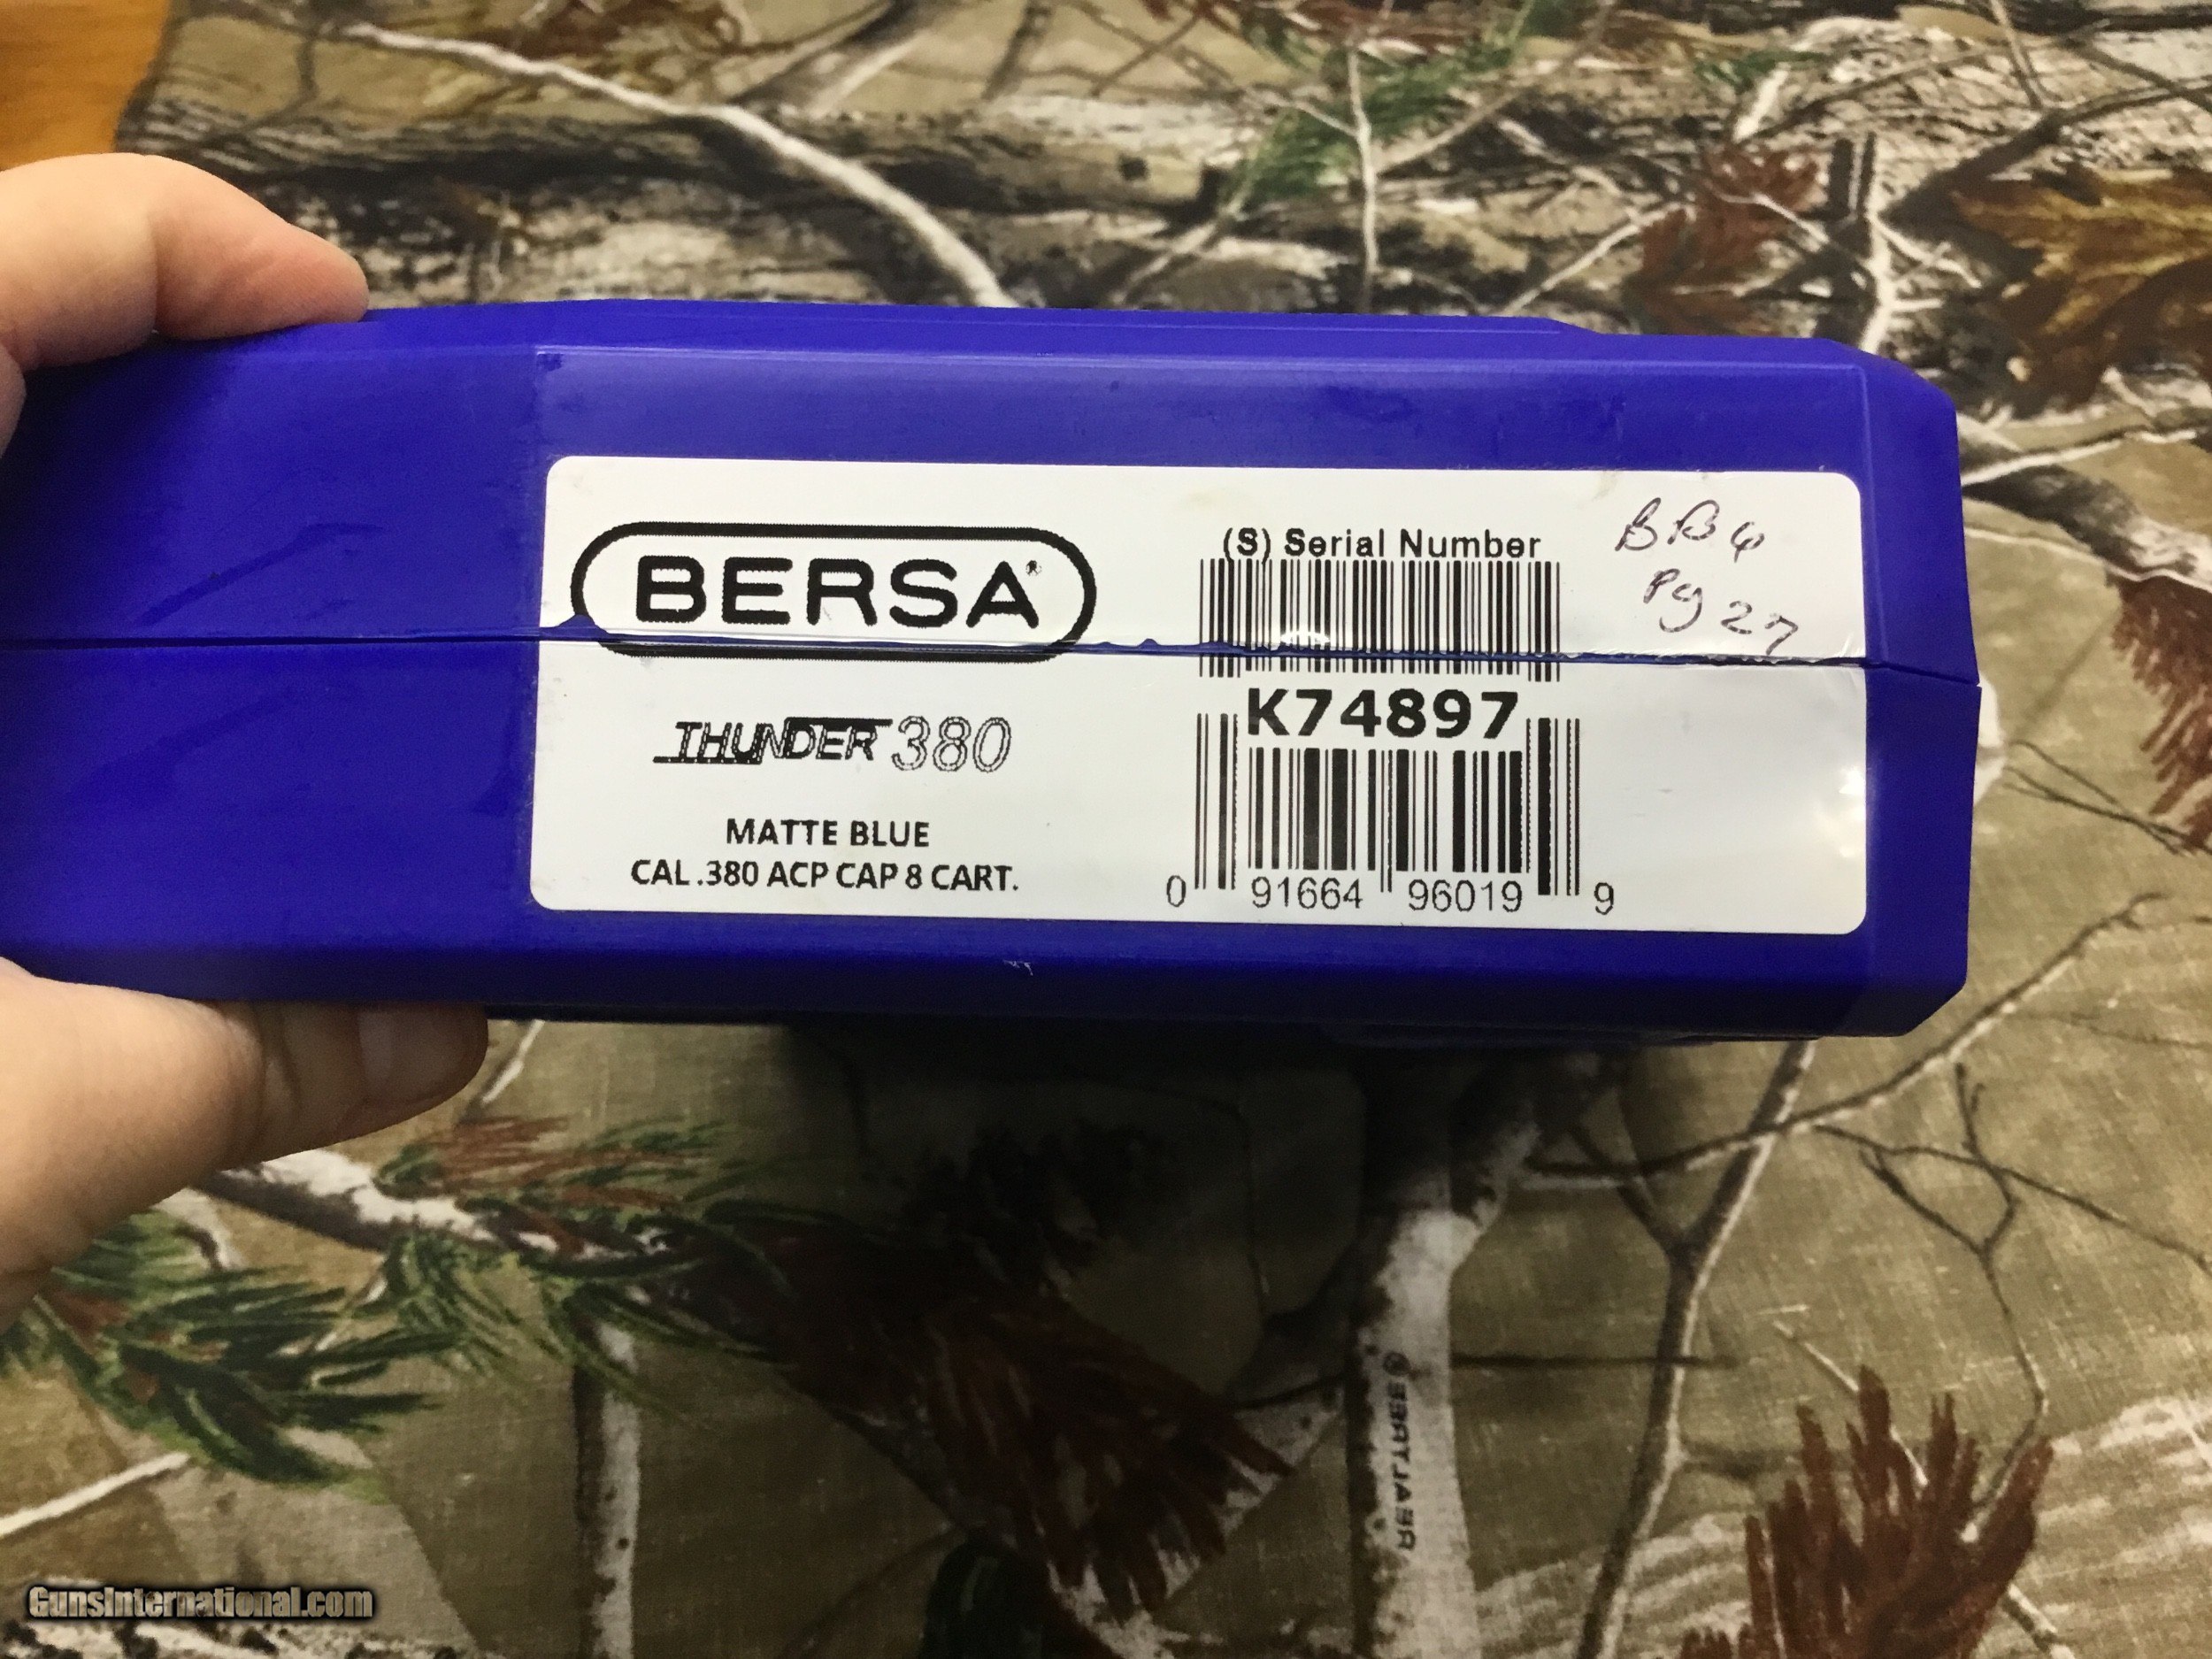 BERSA®
THUNDER 380
MATTE BLUE
CAL .380 ACP CAP 8 CART.
(S) Serial Number
K74897
0 91664 96019 9
Pg 27
REALTREE®
GunsInternational.com